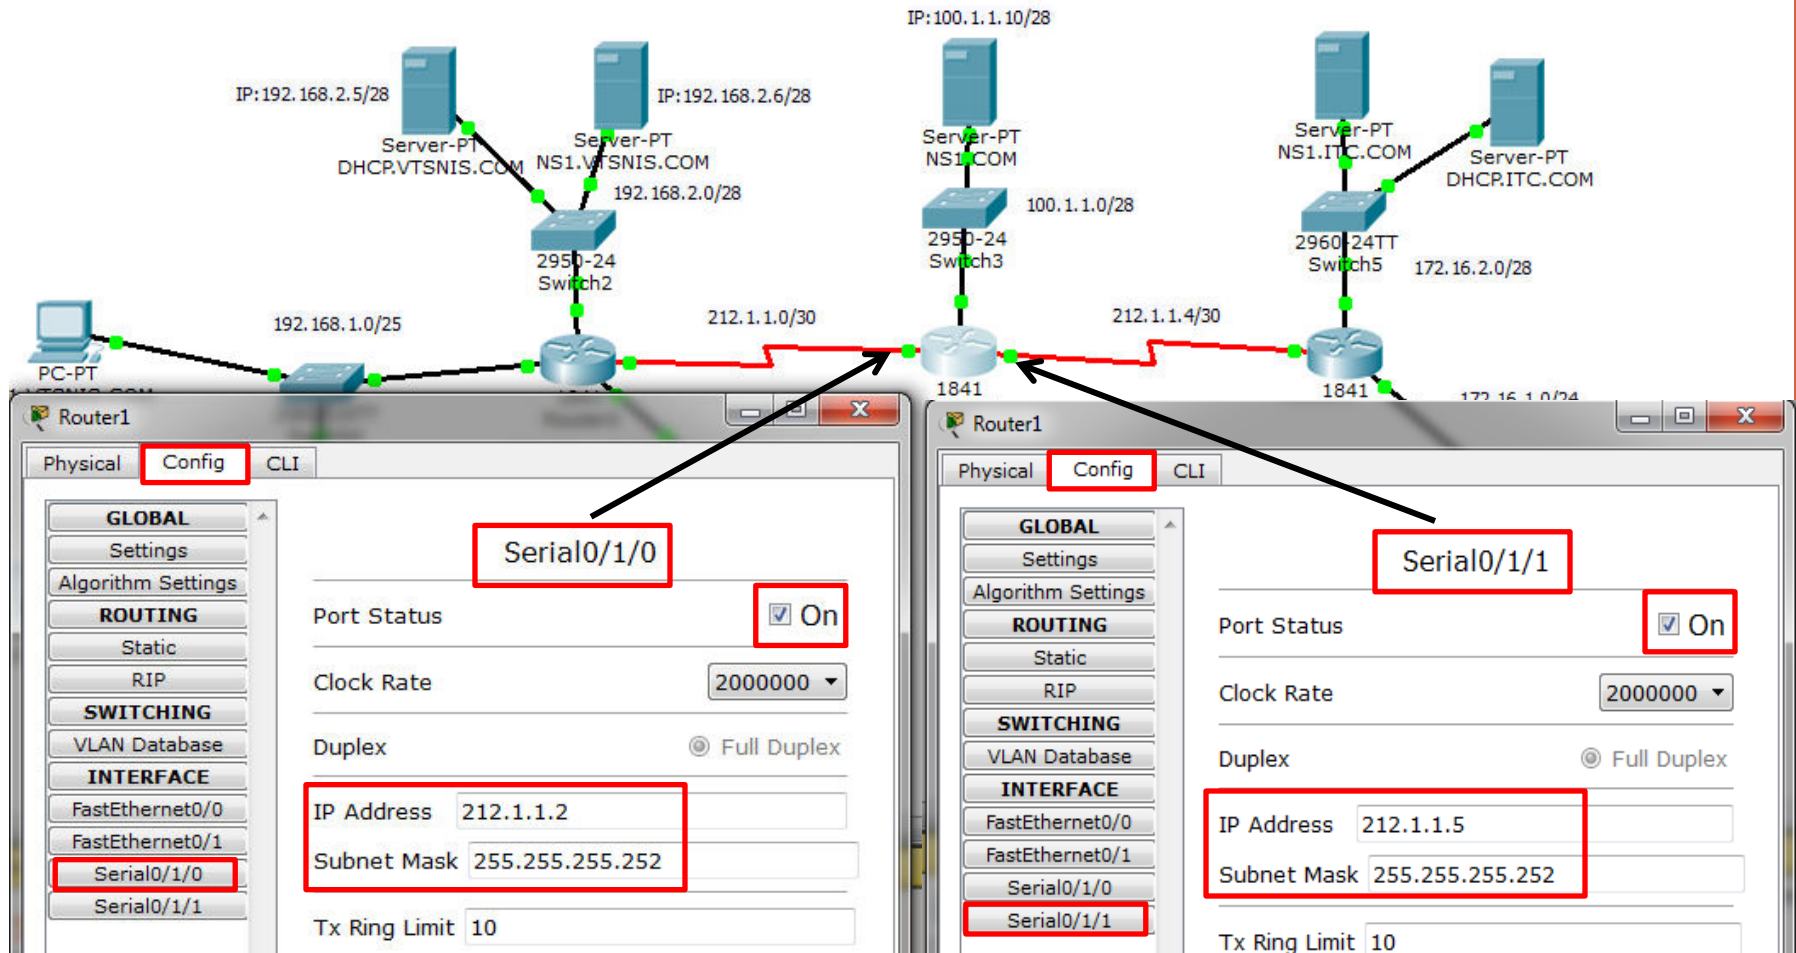 IP:100.1.1.10/28
IP:192.168.2.5/28
IP:192.168.2.6/28
Server-PT
DHCP.VTSNIS.COM
Server-PT
NS1.VTSNIS.COM
192.168.2.0/28
Server-PT
NS1.COM
Server-PT
NS1.ITC.COM
Server-PT
DHCP.ITC.COM
100.1.1.0/28
2950-24
Switch2
2950-24
Switch3
2960-24TT
Switch5
172.16.2.0/28
192.168.1.0/25
212.1.1.0/30
212.1.1.4/30
PC-PT
1841
1841
172.16.1.0/24
Router1
Physical
Config
CLI
GLOBAL
Settings
Algorithm Settings
ROUTING
Static
RIP
SWITCHING
VLAN Database
INTERFACE
FastEthernet0/0
FastEthernet0/1
Serial0/1/0
Serial0/1/1
Serial0/1/0
Port Status
On
Clock Rate
2000000
Duplex
Full Duplex
IP Address 212.1.1.2
Subnet Mask 255.255.255.252
Tx Ring Limit 10
Router1
Physical
Config
CLI
GLOBAL
Settings
Algorithm Settings
ROUTING
Static
RIP
SWITCHING
VLAN Database
INTERFACE
FastEthernet0/0
FastEthernet0/1
Serial0/1/0
Serial0/1/1
Serial0/1/1
Port Status
On
Clock Rate
2000000
Duplex
Full Duplex
IP Address 212.1.1.5
Subnet Mask 255.255.255.252
Tx Ring Limit 10